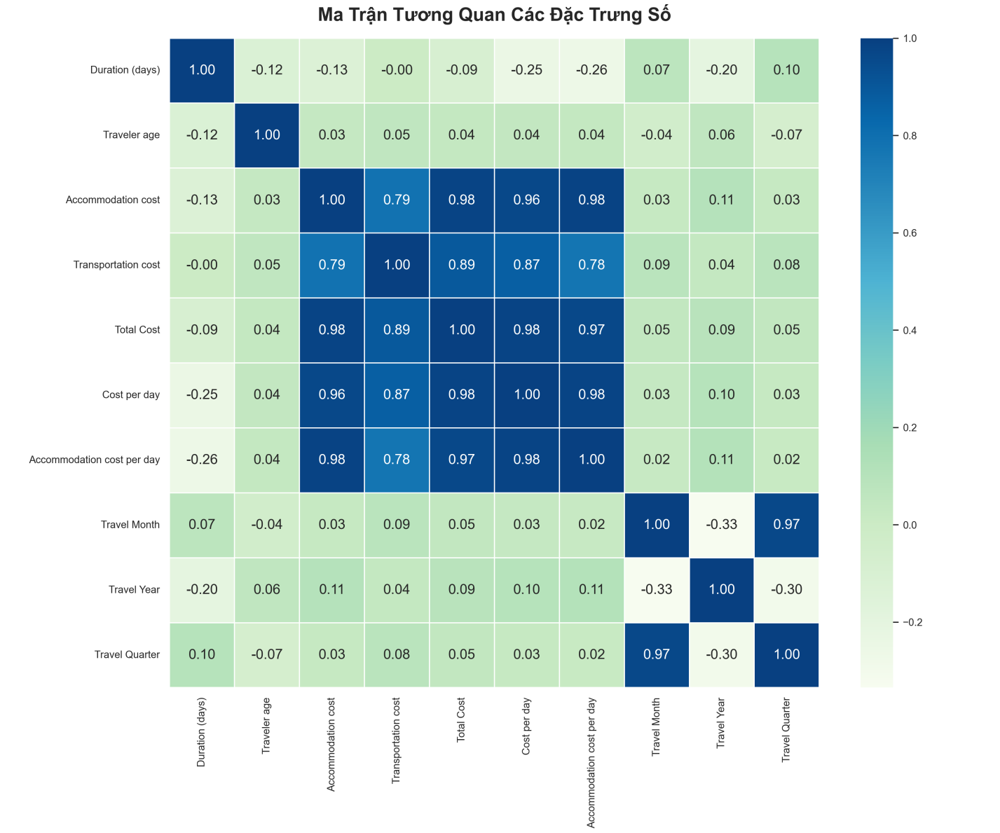 Ma Trận Tương Quan Các Đặc Trưng Số
Duration (days) 1.00 -0.12 -0.13 -0.00 -0.09 -0.25 -0.26 0.07 -0.20 0.10
Traveler age -0.12 1.00 0.03 0.05 0.04 0.04 0.04 -0.04 0.06 -0.07
Accommodation cost -0.13 0.03 1.00 0.79 0.98 0.96 0.98 0.03 0.11 0.03
Transportation cost -0.00 0.05 0.79 1.00 0.89 0.87 0.78 0.09 0.04 0.08
Total Cost -0.09 0.04 0.98 0.89 1.00 0.98 0.97 0.05 0.09 0.05
Cost per day -0.25 0.04 0.96 0.87 0.98 1.00 0.98 0.03 0.10 0.03
Accommodation cost per day -0.26 0.04 0.98 0.78 0.97 0.98 1.00 0.02 0.11 0.02
Travel Month 0.07 -0.04 0.03 0.09 0.05 0.03 0.02 1.00 -0.33 0.97
Travel Year -0.20 0.06 0.11 0.04 0.09 0.10 0.11 -0.33 1.00 -0.30
Travel Quarter 0.10 -0.07 0.03 0.08 0.05 0.03 0.02 0.97 -0.30 1.00
Duration (days)
Traveler age
Accommodation cost
Transportation cost
Total Cost
Cost per day
Accommodation cost per day
Travel Month
Travel Year
Travel Quarter
1.0
0.8
0.6
0.4
0.2
0.0
−0.2